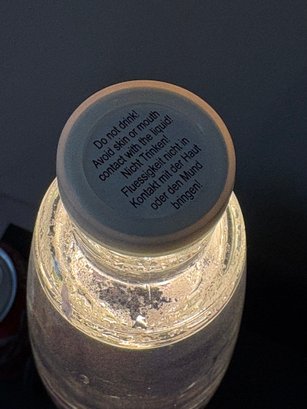 Do not drink!
Avoid skin or mouth
contact with the liquid!
Nicht Trinken!
Fluessigkeit nicht in
Kontakt mit der Haut
oder den Mund
bringen!